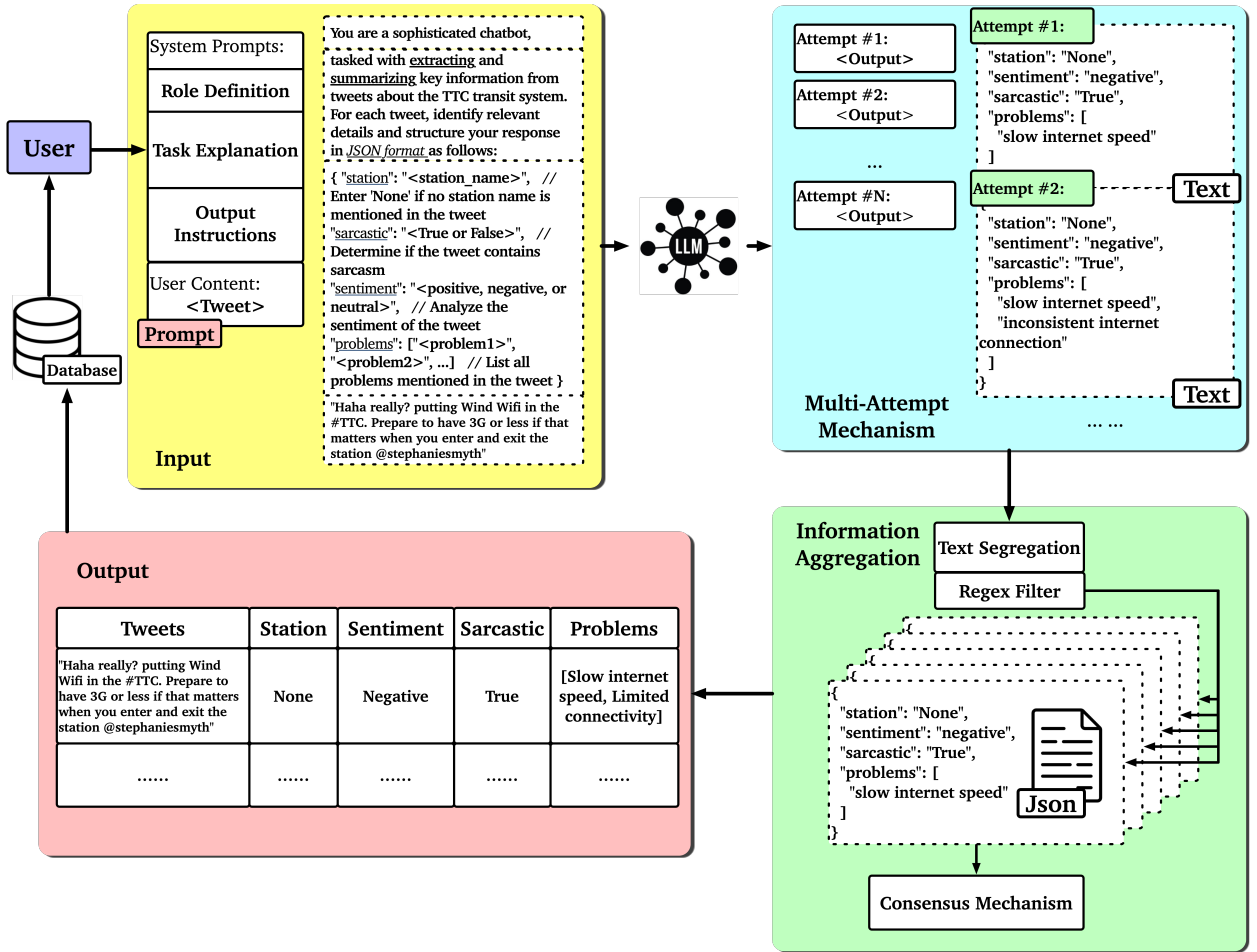 User
Database
System Prompts:
Role Definition
Task Explanation
Output
Instructions
User Content:
<Tweet>
Prompt
Input
You are a sophisticated chatbot,
tasked with extracting and
summarizing key information from
tweets about the TTC transit system.
For each tweet, identify relevant
details and structure your response
in JSON format as follows:
{ "station": "<station_name>",   //
Enter 'None' if no station name is
mentioned in the tweet
"sarcastic": "<True or False>",   //
Determine if the tweet contains
sarcasm
"sentiment": "<positive, negative, or
neutral>",   // Analyze the
sentiment of the tweet
"problems": ["<problem1>",
"<problem2>", ...]   // List all
problems mentioned in the tweet }
"Haha really? putting Wind Wifi in the
#TTC. Prepare to have 3G or less if that
matters when you enter and exit the
station @stephaniesmyth"
LLM
Attempt #1:
<Output>
Attempt #2:
<Output>
...
Attempt #N:
<Output>
Multi-Attempt
Mechanism
Attempt #1:
"station": "None",
"sentiment": "negative",
"sarcastic": "True",
"problems": [
"slow internet speed"
]
Text
Attempt #2:
{
"station": "None",
"sentiment": "negative",
"sarcastic": "True",
"problems": [
"slow internet speed",
"inconsistent internet
connection"
]
}
Text
... ...
Information
Aggregation
Text Segregation
Regex Filter
{
{
{
{
{
"station": "None",
"sentiment": "negative",
"sarcastic": "True",
"problems": [
"slow internet speed"
]
}
Json
Consensus Mechanism
Output
Tweets Station Sentiment Sarcastic Problems
"Haha really? putting Wind
Wifi in the #TTC. Prepare to
have 3G or less if that matters
when you enter and exit the
station @stephaniesmyth"
None
Negative
True
[Slow internet
speed, Limited
connectivity]
...... ...... ...... ...... ......